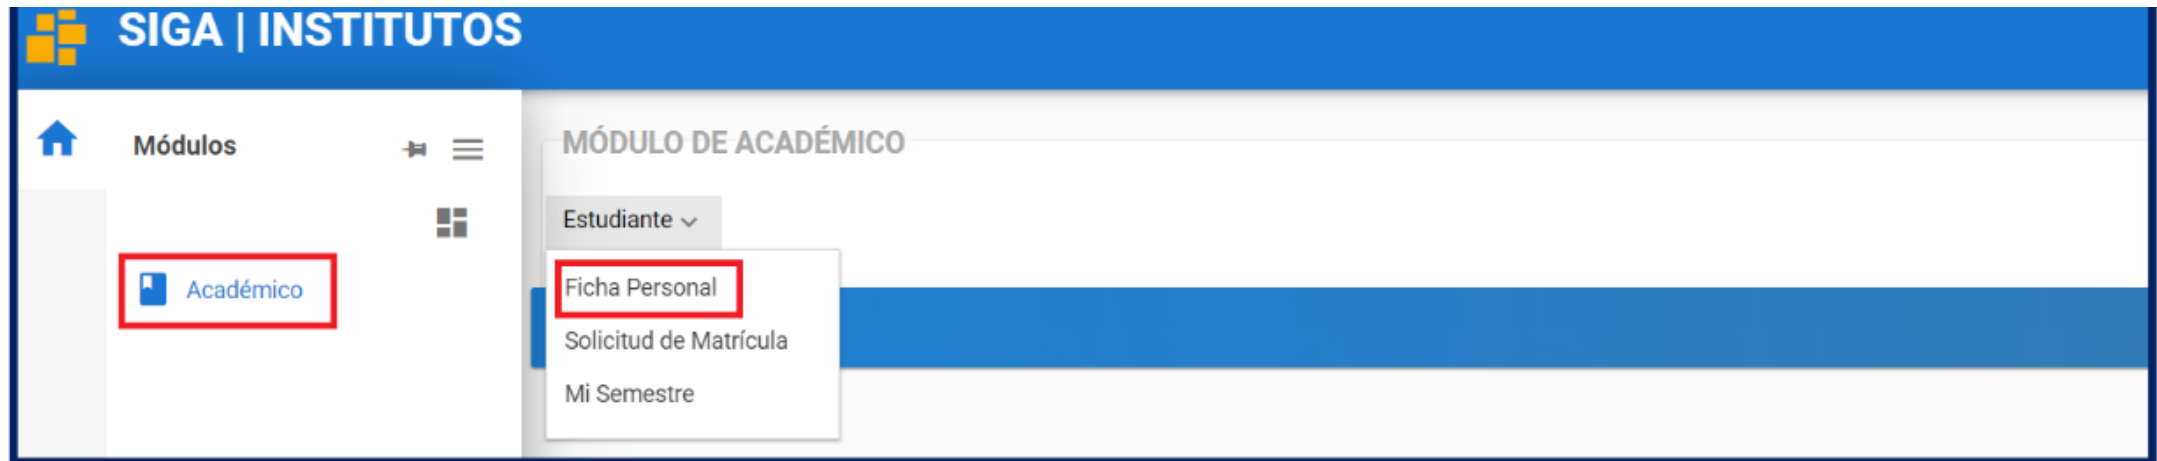 SIGA | INSTITUTOS
Módulos
Académico
MÓDULO DE ACADÉMICO
Estudiante
Ficha Personal
Solicitud de Matrícula
Mi Semestre